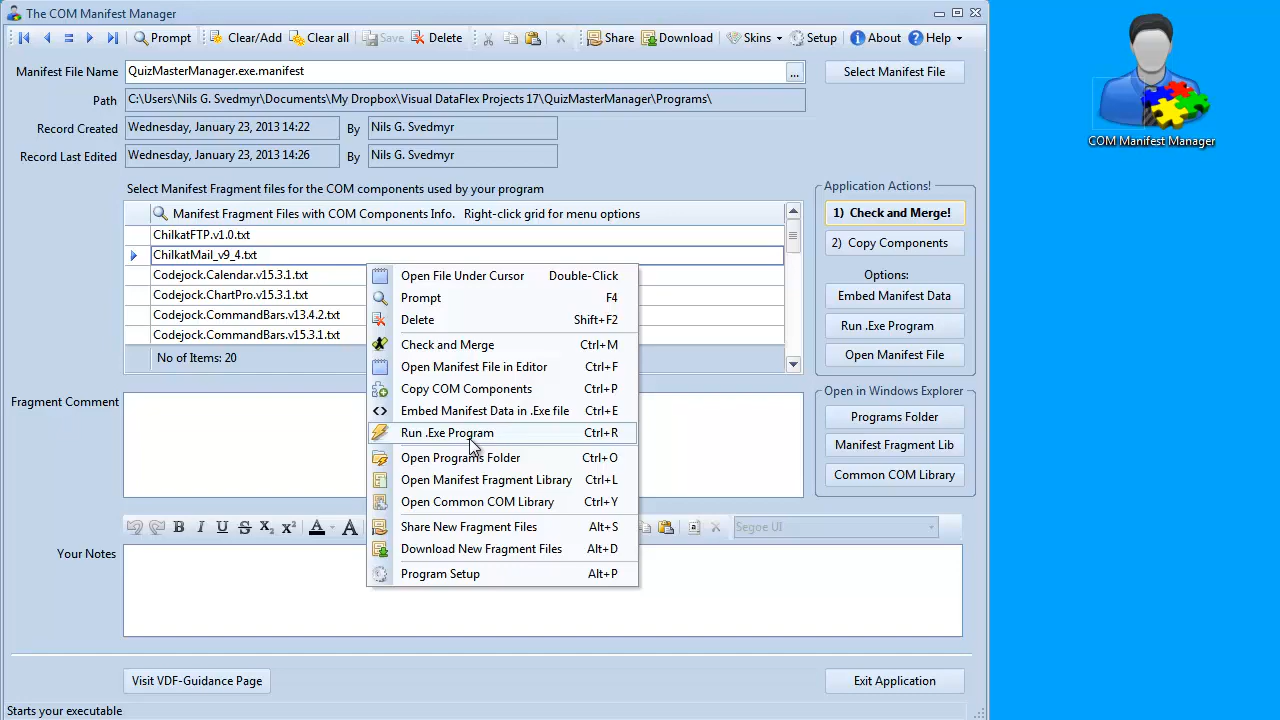 The COM Manifest Manager
Prompt Clear/Add Clear all Save Delete Share Download Skins Setup About Help
Manifest File Name QuizMasterManager.exe.manifest ... Select Manifest File
Path C:\Users\Nils G. Svedmyr\Documents\My Dropbox\Visual DataFlex Projects 17\QuizMasterManager\Programs\
Record Created Wednesday, January 23, 2013 14:22 By Nils G. Svedmyr
Record Last Edited Wednesday, January 23, 2013 14:26 By Nils G. Svedmyr
COM Manifest Manager
Select Manifest Fragment files for the COM components used by your program
Manifest Fragment Files with COM Components Info. Right-click grid for menu options
ChilkatFTP.v1.0.txt
ChilkatMail_v9_4.txt
Codejock.Calendar.v15.3.1.txt
Codejock.ChartPro.v15.3.1.txt
Codejock.CommandBars.v13.4.2.txt
Codejock.CommandBars.v15.3.1.txt
No of Items: 20
Open File Under Cursor Double-Click
Prompt F4
Delete Shift+F2
Check and Merge Ctrl+M
Open Manifest File in Editor Ctrl+F
Copy COM Components Ctrl+P
Embed Manifest Data in .Exe file Ctrl+E
Run .Exe Program Ctrl+R
Open Programs Folder Ctrl+O
Open Manifest Fragment Library Ctrl+L
Open Common COM Library Ctrl+Y
Share New Fragment Files Alt+S
Download New Fragment Files Alt+D
Program Setup Alt+P
Application Actions!
1) Check and Merge!
2) Copy Components
Options:
Embed Manifest Data
Run .Exe Program
Open Manifest File
Open in Windows Explorer
Programs Folder
Manifest Fragment Lib
Common COM Library
Fragment Comment
B I U S X₂ X² A A Segoe UI
Your Notes
Visit VDF-Guidance Page Exit Application
Starts your executable